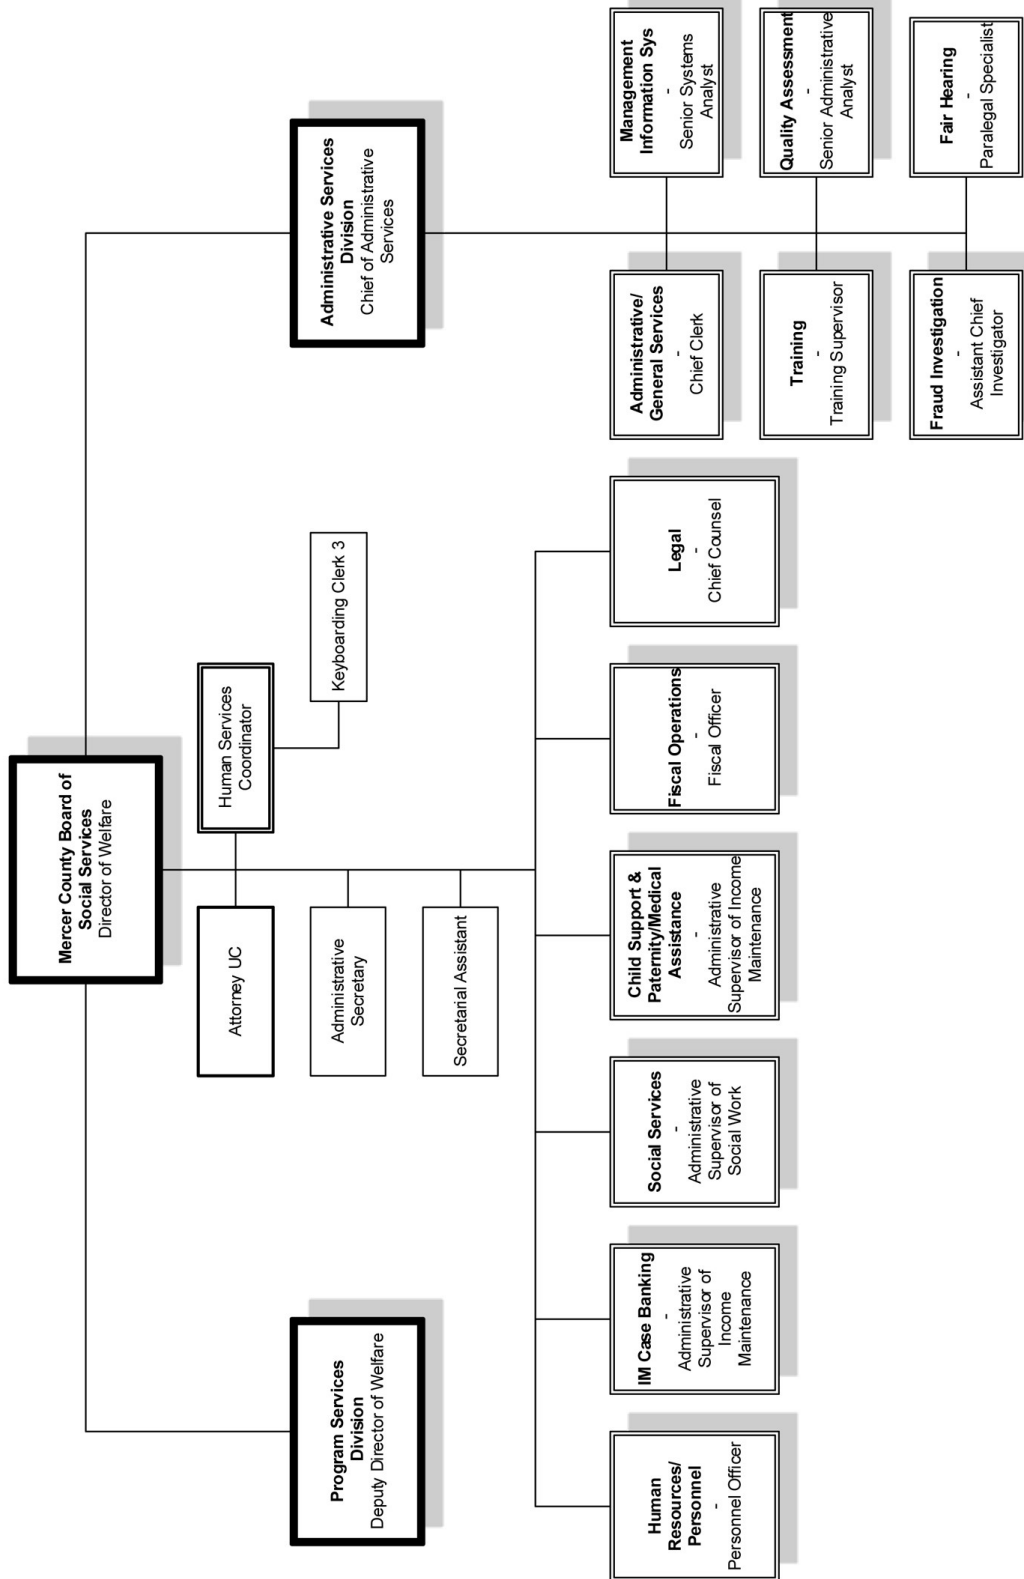 Mercer County Board of
Social Services
Director of Welfare
Program Services
Division
Deputy Director of Welfare
Administrative Services
Division
Chief of Administrative
Services
Attorney UC
Human Services
Coordinator
Administrative
Secretary
Keyboarding Clerk 3
Secretarial Assistant
Human
Resources/
Personnel
-
Personnel Officer
IM Case Banking
-
Administrative
Supervisor of
Income
Maintenance
Social Services
-
Administrative
Supervisor of
Social Work
Child Support &
Paternity/Medical
Assistance
-
Administrative
Supervisor of Income
Maintenance
Fiscal Operations
-
Fiscal Officer
Legal
-
Chief Counsel
Administrative/
General Services
-
Chief Clerk
Management
Information Sys
-
Senior Systems
Analyst
Training
-
Training Supervisor
Quality Assessment
-
Senior Administrative
Analyst
Fraud Investigation
-
Assistant Chief
Investigator
Fair Hearing
-
Paralegal Specialist